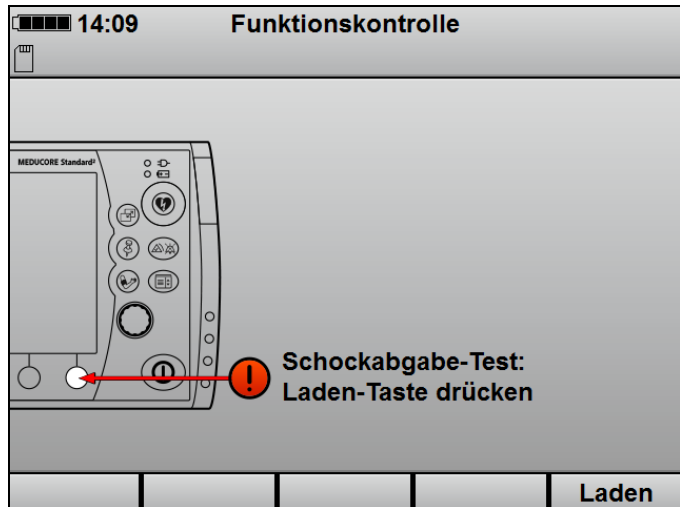 14:09 Funktionskontrolle
MEDUCORE Standard²
Schockabgabe-Test:
Laden-Taste drücken
Laden